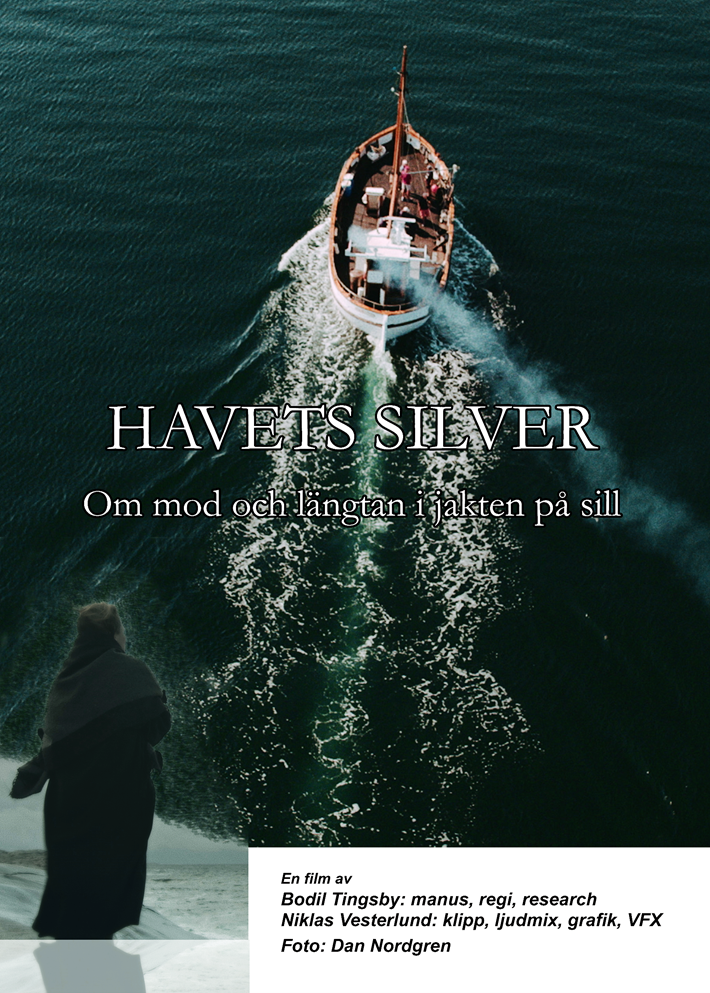 HAVETS SILVER
Om mod och längtan i jakten på sill
En film av
Bodil Tingsby: manus, regi, research
Niklas Vesterlund: klipp, ljudmix, grafik, VFX
Foto: Dan Nordgren